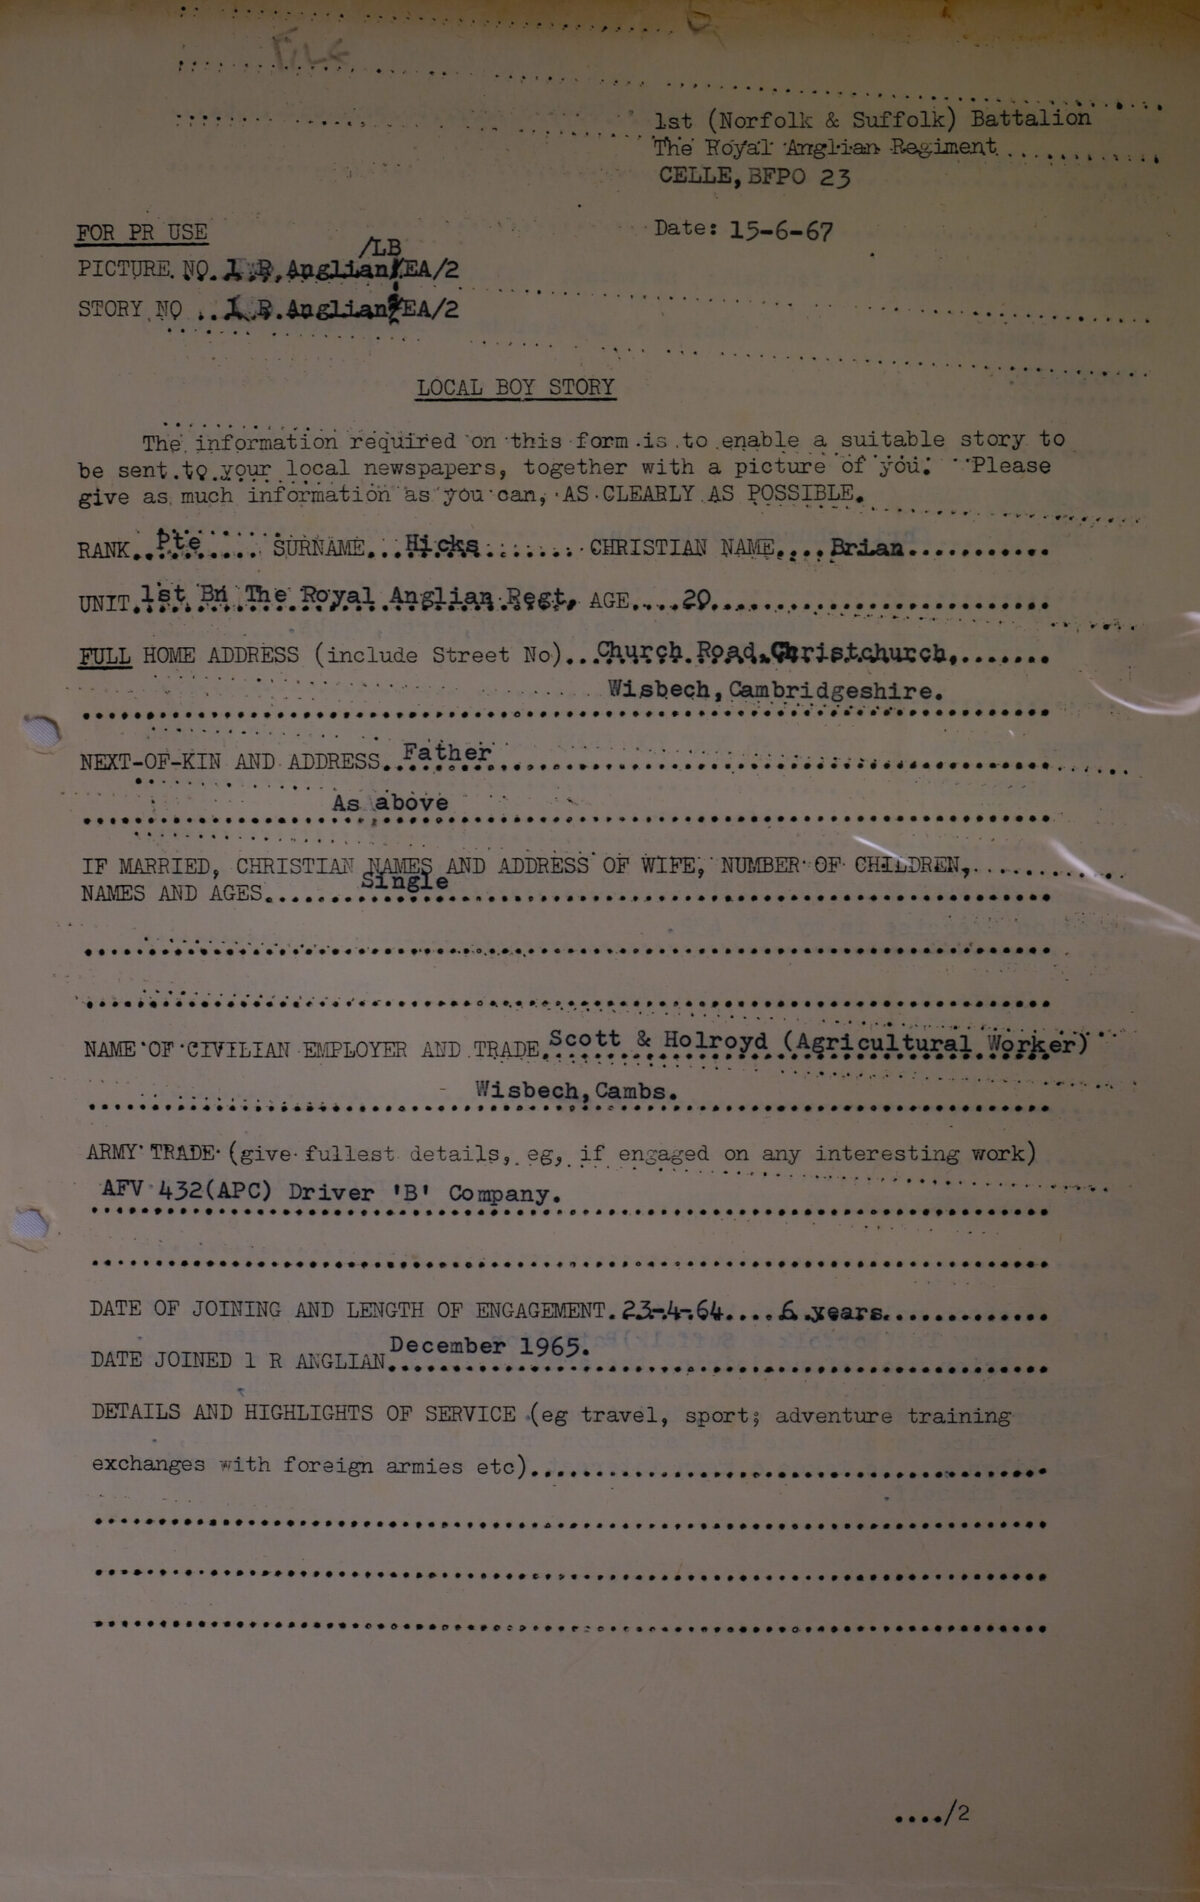 FILE
1st (Norfolk & Suffolk) Battalion
The Royal Anglian Regiment
CELLE, BFPO 23
FOR PR USE
Date: 15-6-67
/LB
PICTURE NO. 1 R. Anglian/EA/2
STORY NO ..1 R. Anglian/EA/2
LOCAL BOY STORY
The information required on this form is to enable a suitable story to
be sent to your local newspapers, together with a picture of you. Please
give as much information as you can, AS CLEARLY AS POSSIBLE.
RANK..Pte.....SURNAME...Hicks........CHRISTIAN NAME....Brian...........
UNIT.1st Bn The Royal Anglian Regt. AGE....20..........................
FULL HOME ADDRESS (include Street No)...Church Road,Christchurch,.......
Wisbech, Cambridgeshire.
NEXT-OF-KIN AND ADDRESS..Father..........................
As above
IF MARRIED, CHRISTIAN NAMES AND ADDRESS OF WIFE, NUMBER OF CHILDREN,
Single
NAMES AND AGES..........................
NAME OF CIVILIAN EMPLOYER AND TRADE.Scott & Holroyd (Agricultural Worker)
Wisbech, Cambs.
ARMY TRADE (give fullest details, eg, if engaged on any interesting work)
AFV 432(APC) Driver 'B' Company.
DATE OF JOINING AND LENGTH OF ENGAGEMENT.23-4-64....6 years.............
December 1965.
DATE JOINED 1 R ANGLIAN..........................
DETAILS AND HIGHLIGHTS OF SERVICE (eg travel, sport; adventure training
exchanges with foreign armies etc)..........................
..../2